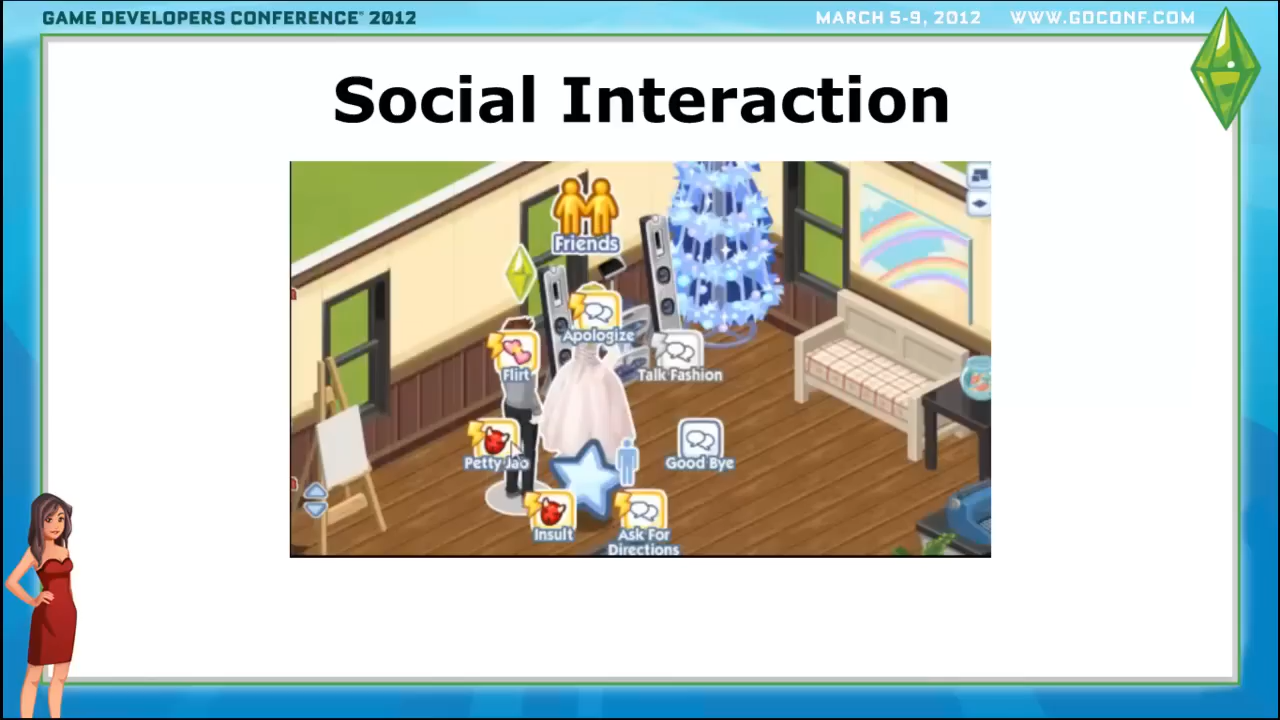 GAME DEVELOPERS CONFERENCE® 2012
MARCH 5-9, 2012 WWW.GDCONF.COM
Social Interaction
Friends
Apologize
Flirt
Talk Fashion
Petty Jab
Good Bye
Insult
Ask For
Directions